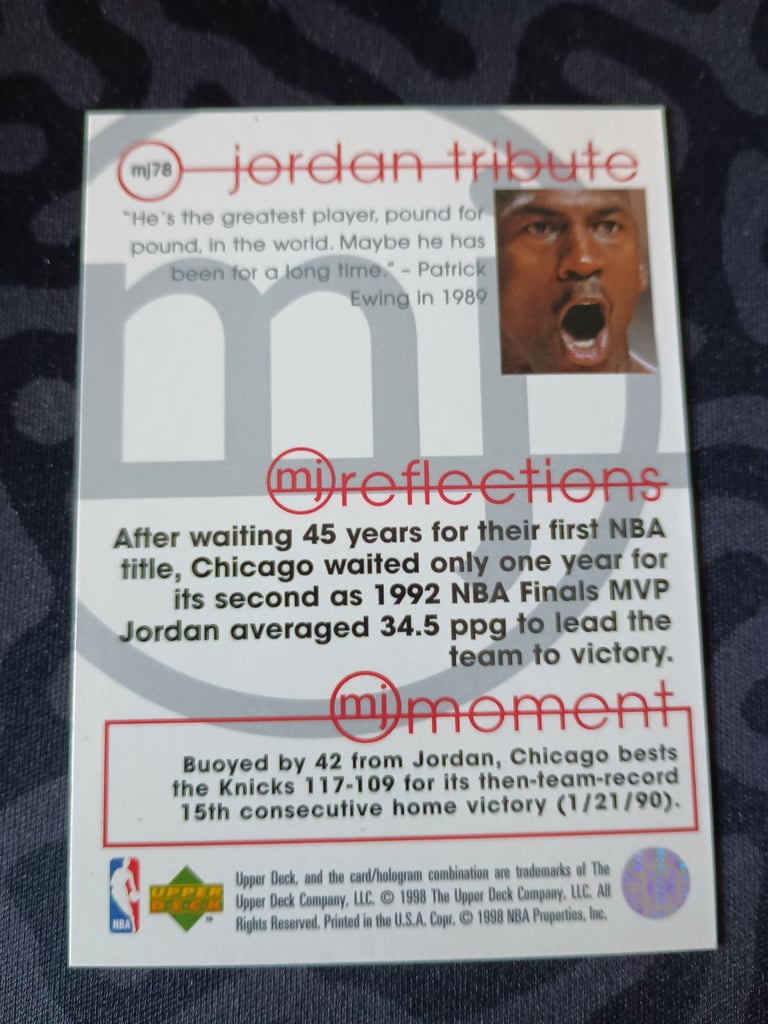 mj78
jordan tribute
"He's the greatest player, pound for
pound, in the world. Maybe he has
been for a long time." – Patrick
Ewing in 1989
mj
mj reflections
After waiting 45 years for their first NBA
title, Chicago waited only one year for
its second as 1992 NBA Finals MVP
Jordan averaged 34.5 ppg to lead the
team to victory.
mj moment
Buoyed by 42 from Jordan, Chicago bests
the Knicks 117-109 for its then-team-record
15th consecutive home victory (1/21/90).
NBA
UPPER
DECK
TM
Upper Deck, and the card/hologram combination are trademarks of The
Upper Deck Company, LLC. © 1998 The Upper Deck Company, LLC. All
Rights Reserved. Printed in the U.S.A. Copr. © 1998 NBA Properties, Inc.